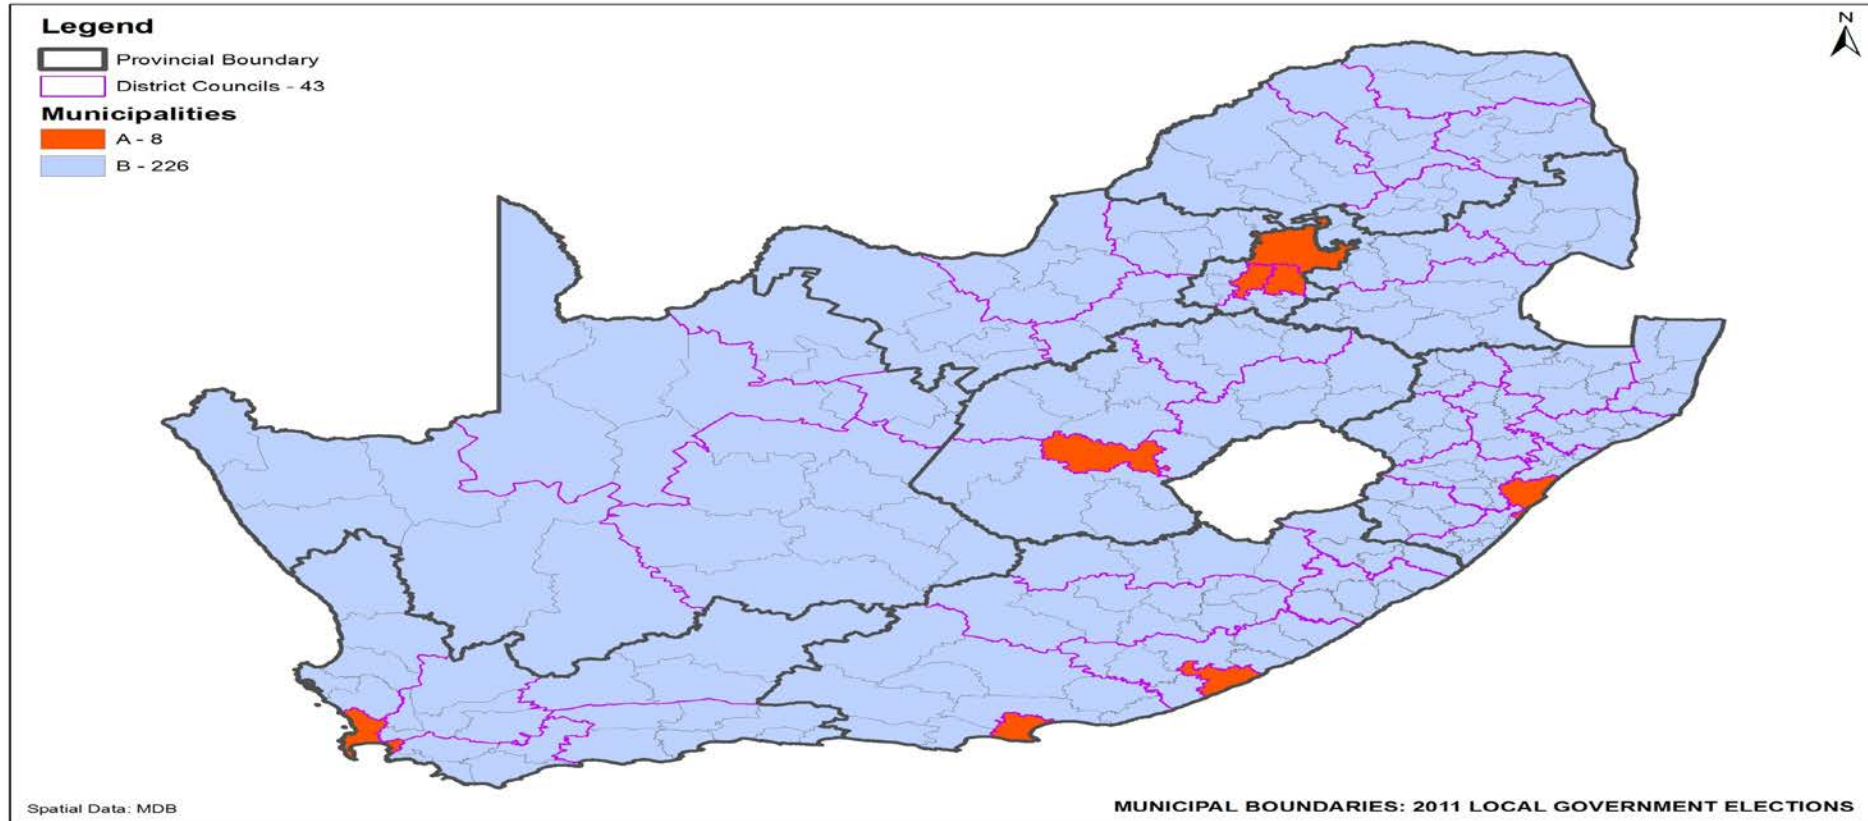 Legend
Provincial Boundary
District Councils - 43
Municipalities
A - 8
B - 226
N
Spatial Data: MDB
MUNICIPAL BOUNDARIES: 2011 LOCAL GOVERNMENT ELECTIONS